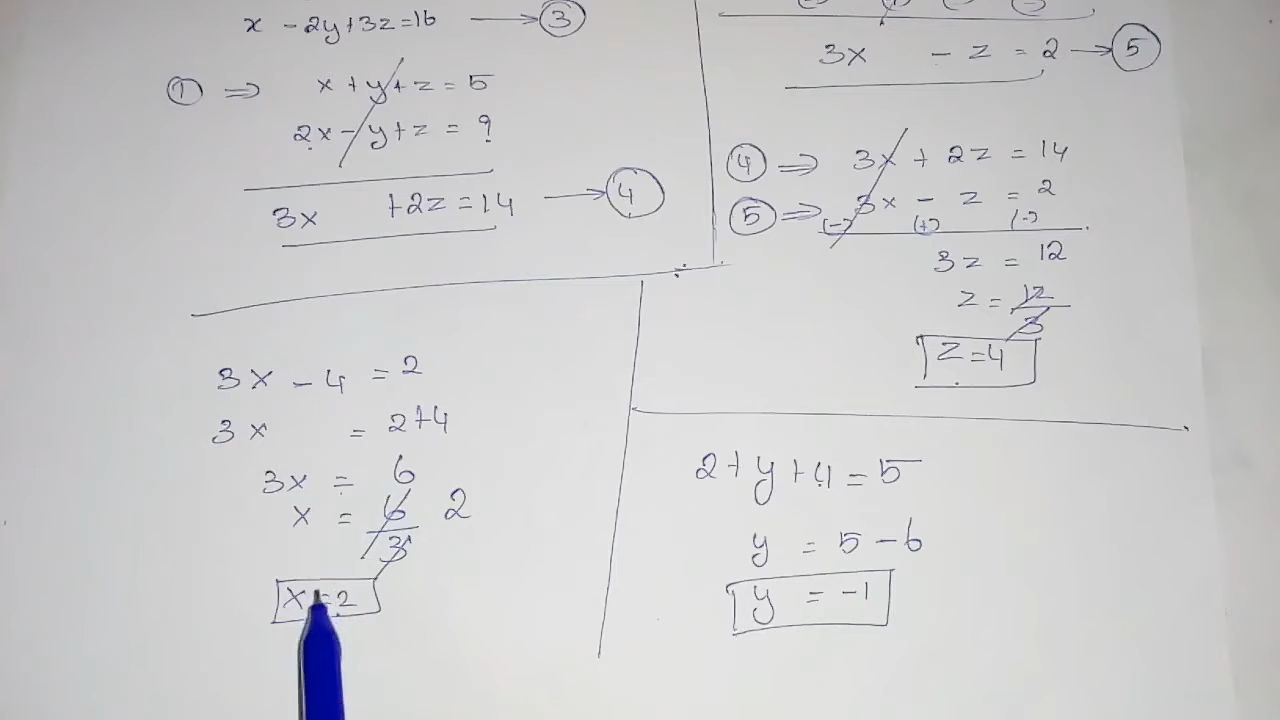 x - 2y + 3z = 16 → ③
① ⇒ x + y + z = 5
2x - y + z = ?
3x + 2z = 14 → ④
3x - z = 2 → ⑤
④ ⇒ 3x + 2z = 14
⑤ ⇒ 3x - z = 2
(-) (+) (-)
3z = 12
z = 12/3
z = 4
3x - 4 = 2
3x = 2+4
3x = 6
x = 6/3 2
x = 2
2 + y + 4 = 5
y = 5 - 6
y = -1